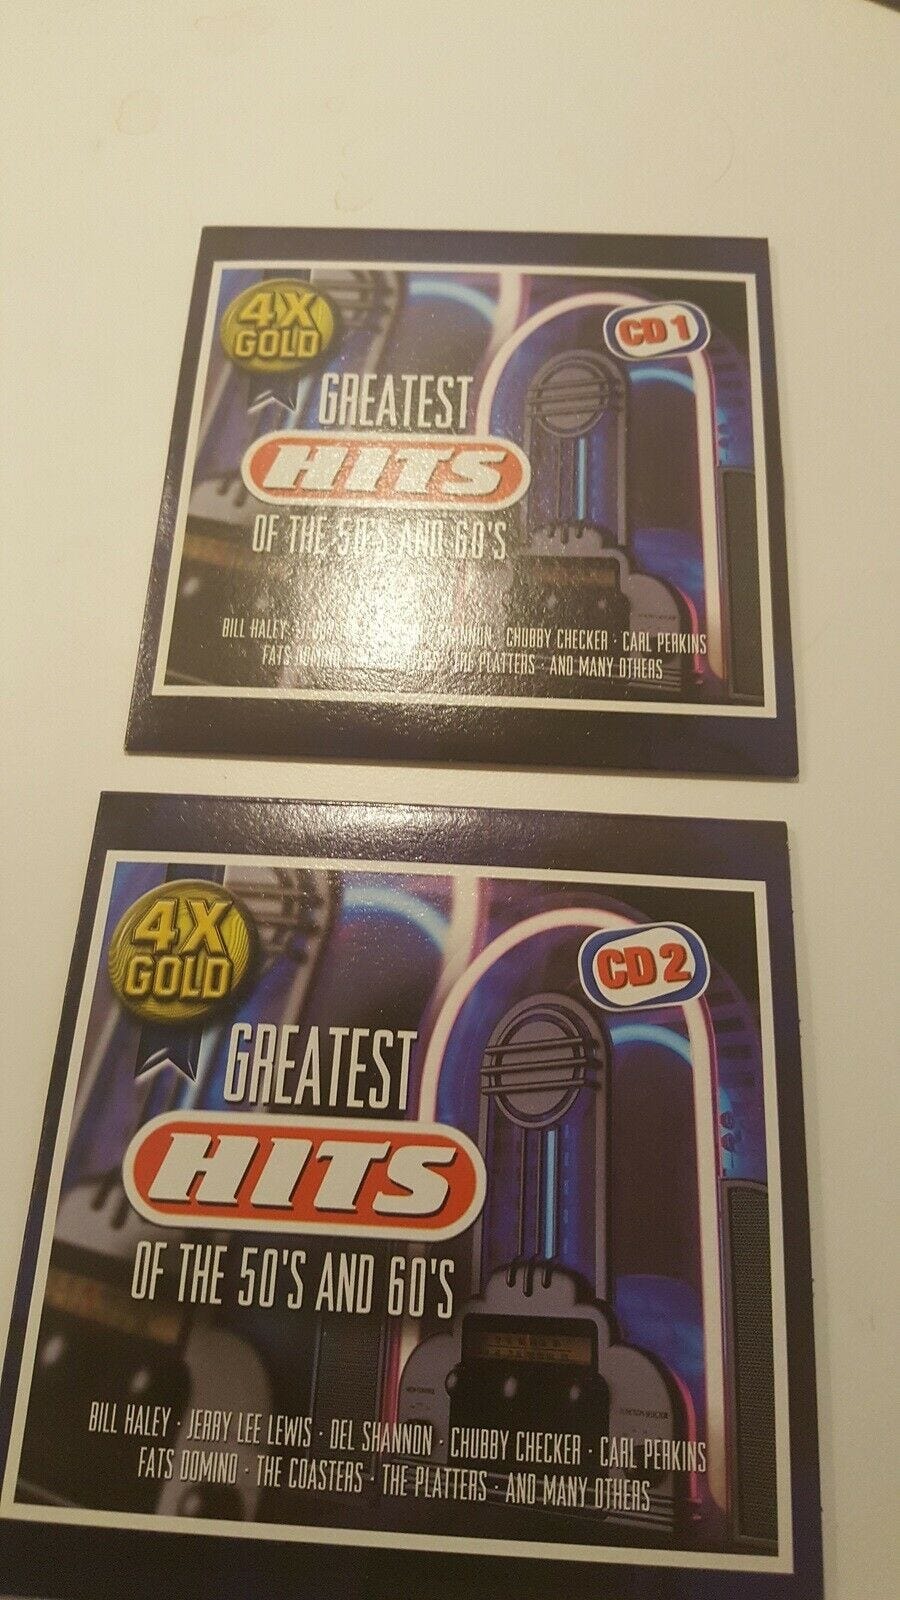 4X
GOLD
CD 1
GREATEST
HITS
OF THE 50'S AND 60'S
BILL HALEY · SHANNON · CHUBBY CHECKER · CARL PERKINS
FATS DOMINO · THE PLATTERS · AND MANY OTHERS
4X
GOLD
CD 2
GREATEST
HITS
OF THE 50'S AND 60'S
BILL HALEY · JERRY LEE LEWIS · DEL SHANNON · CHUBBY CHECKER · CARL PERKINS
FATS DOMINO · THE COASTERS · THE PLATTERS · AND MANY OTHERS